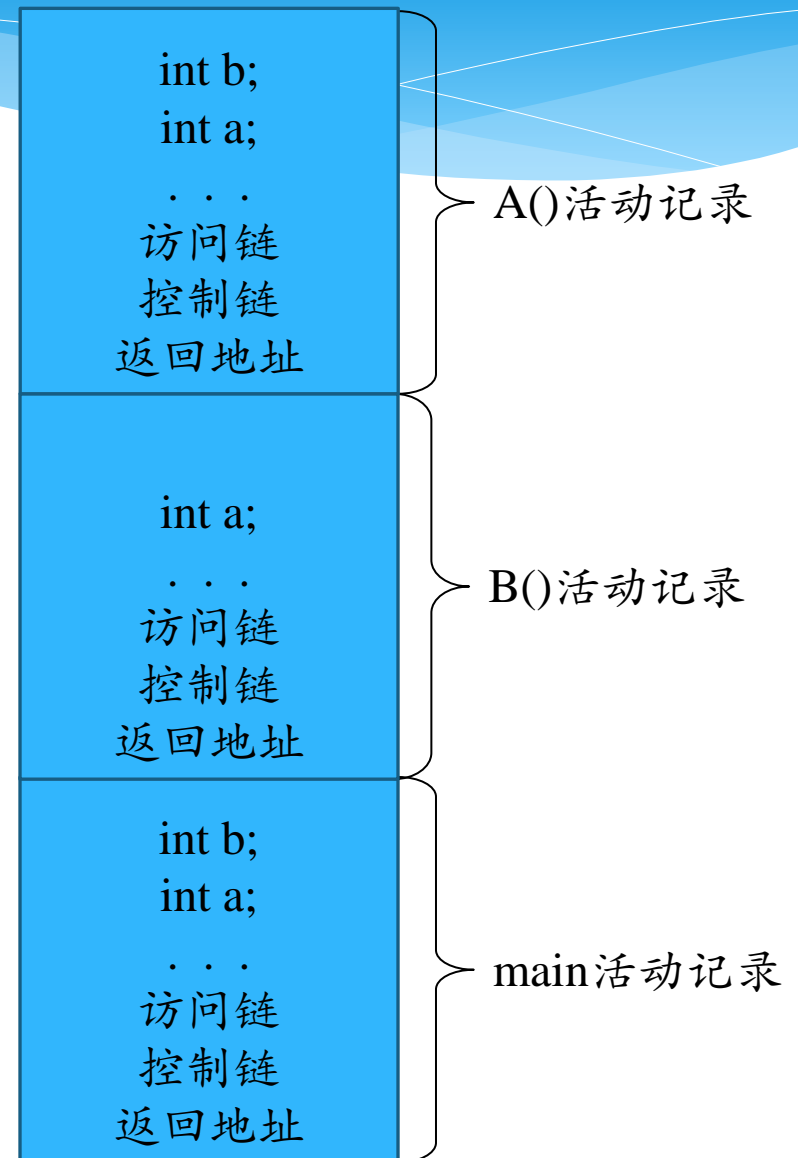 int b;
int a;
. . .
访问链
控制链
返回地址
A()活动记录
int a;
. . .
访问链
控制链
返回地址
B()活动记录
int b;
int a;
. . .
访问链
控制链
返回地址
main活动记录